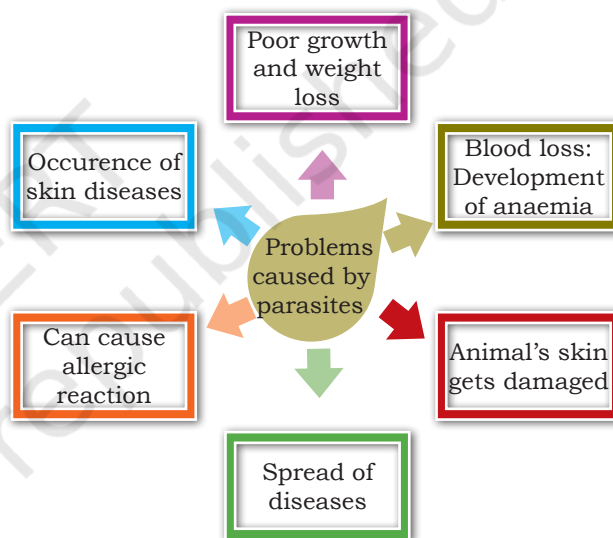 Poor growth
and weight
loss
Occurence of
skin diseases
Blood loss:
Development
of anaemia
Problems
caused by
parasites
Can cause
allergic
reaction
Animal's skin
gets damaged
Spread of
diseases